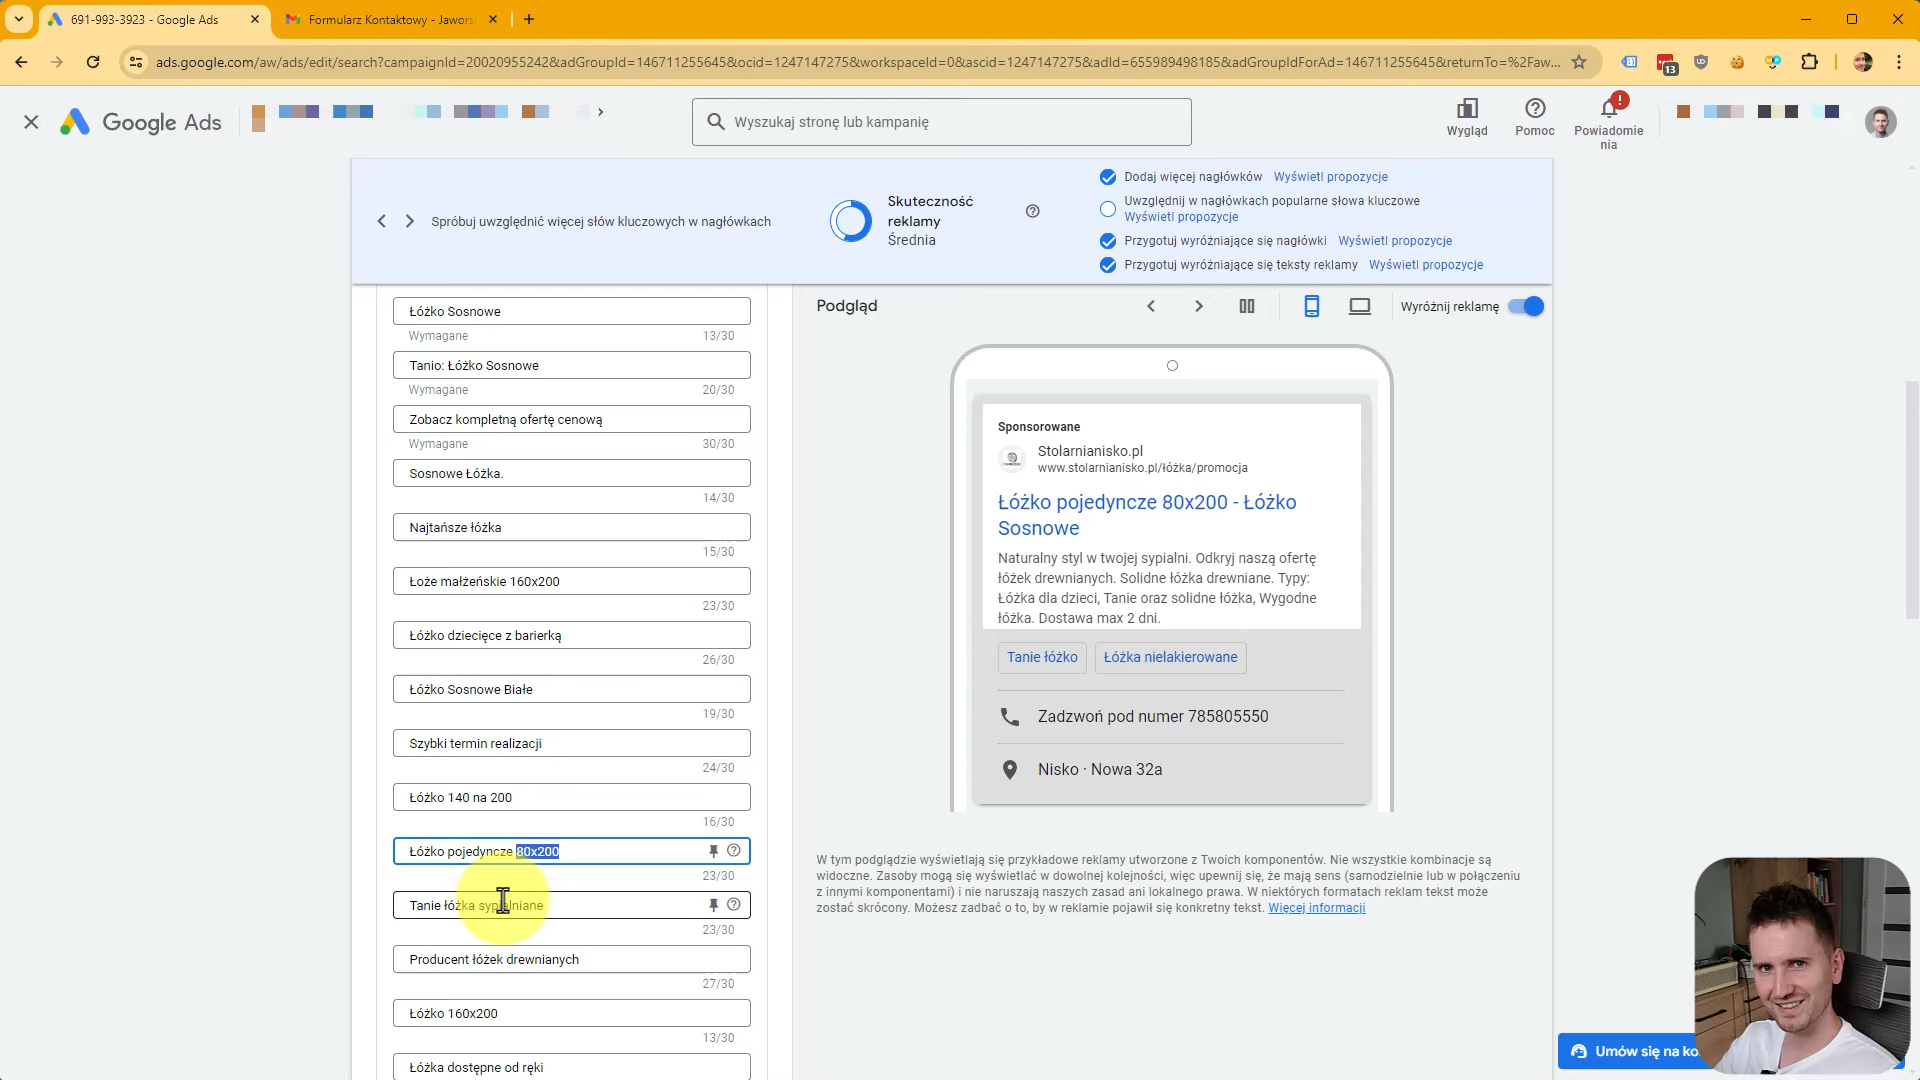 691-993-3923 - Google Ads
Formularz Kontaktowy - Jawors
ads.google.com/aw/ads/edit/search?campaignId=20020955242&adGroupId=146711255645&ocid=1247147275&workspaceId=0&ascid=1247147275&adId=655989498185&adGroupIdForAd=146711255645&returnTo=%2Faw...
13
Google Ads
Wyszukaj stronę lub kampanię
Wygląd
Pomoc
Powiadomie
nia
Spróbuj uwzględnić więcej słów kluczowych w nagłówkach
Skuteczność
reklamy
Średnia
Dodaj więcej nagłówków Wyświetl propozycje
Uwzględnij w nagłówkach popularne słowa kluczowe
Wyświetl propozycje
Przygotuj wyróżniające się nagłówki Wyświetl propozycje
Przygotuj wyróżniające się teksty reklamy Wyświetl propozycje
Łóżko Sosnowe
Wymagane 13/30
Tanio: Łóżko Sosnowe
Wymagane 20/30
Zobacz kompletną ofertę cenową
Wymagane 30/30
Sosnowe Łóżka.
14/30
Najtańsze łóżka
15/30
Łoże małżeńskie 160x200
23/30
Łóżko dziecięce z barierką
26/30
Łóżko Sosnowe Białe
19/30
Szybki termin realizacji
24/30
Łóżko 140 na 200
16/30
Łóżko pojedyncze 80x200
23/30
Tanie łóżka sypialniane
23/30
Producent łóżek drewnianych
27/30
Łóżko 160x200
13/30
Łóżka dostępne od ręki
Podgląd
Wyróżnij reklamę
Sponsorowane
Stolarnianisko.pl
www.stolarnianisko.pl/łóżka/promocja
Łóżko pojedyncze 80x200 - Łóżko
Sosnowe
Naturalny styl w twojej sypialni. Odkryj naszą ofertę
łóżek drewnianych. Solidne łóżka drewniane. Typy:
Łóżka dla dzieci, Tanie oraz solidne łóżka, Wygodne
łóżka. Dostawa max 2 dni.
Tanie łóżko
Łóżka nielakierowane
Zadzwoń pod numer 785805550
Nisko · Nowa 32a
W tym podglądzie wyświetlają się przykładowe reklamy utworzone z Twoich komponentów. Nie wszystkie kombinacje są
widoczne. Zasoby mogą się wyświetlać w dowolnej kolejności, więc upewnij się, że mają sens (samodzielnie lub w połączeniu
z innymi komponentami) i nie naruszają naszych zasad ani lokalnego prawa. W niektórych formatach reklam tekst może
zostać skrócony. Możesz zadbać o to, by w reklamie pojawił się konkretny tekst. Więcej informacji
Umów się na ko